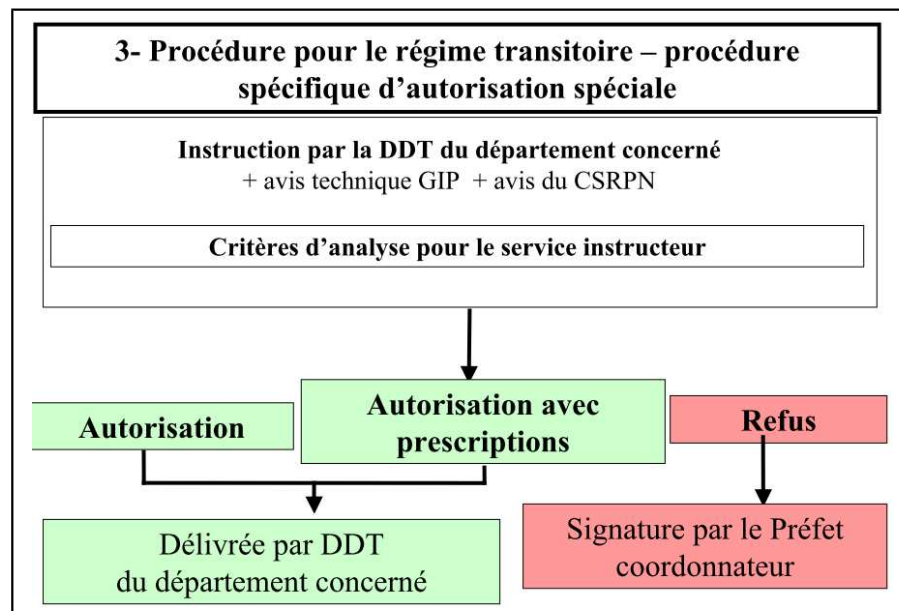 3- Procédure pour le régime transitoire – procédure
spécifique d’autorisation spéciale
Instruction par la DDT du département concerné
+ avis technique GIP + avis du CSRPN
Critères d’analyse pour le service instructeur
Autorisation
Autorisation avec
prescriptions
Refus
Délivrée par DDT
du département concerné
Signature par le Préfet
coordonnateur